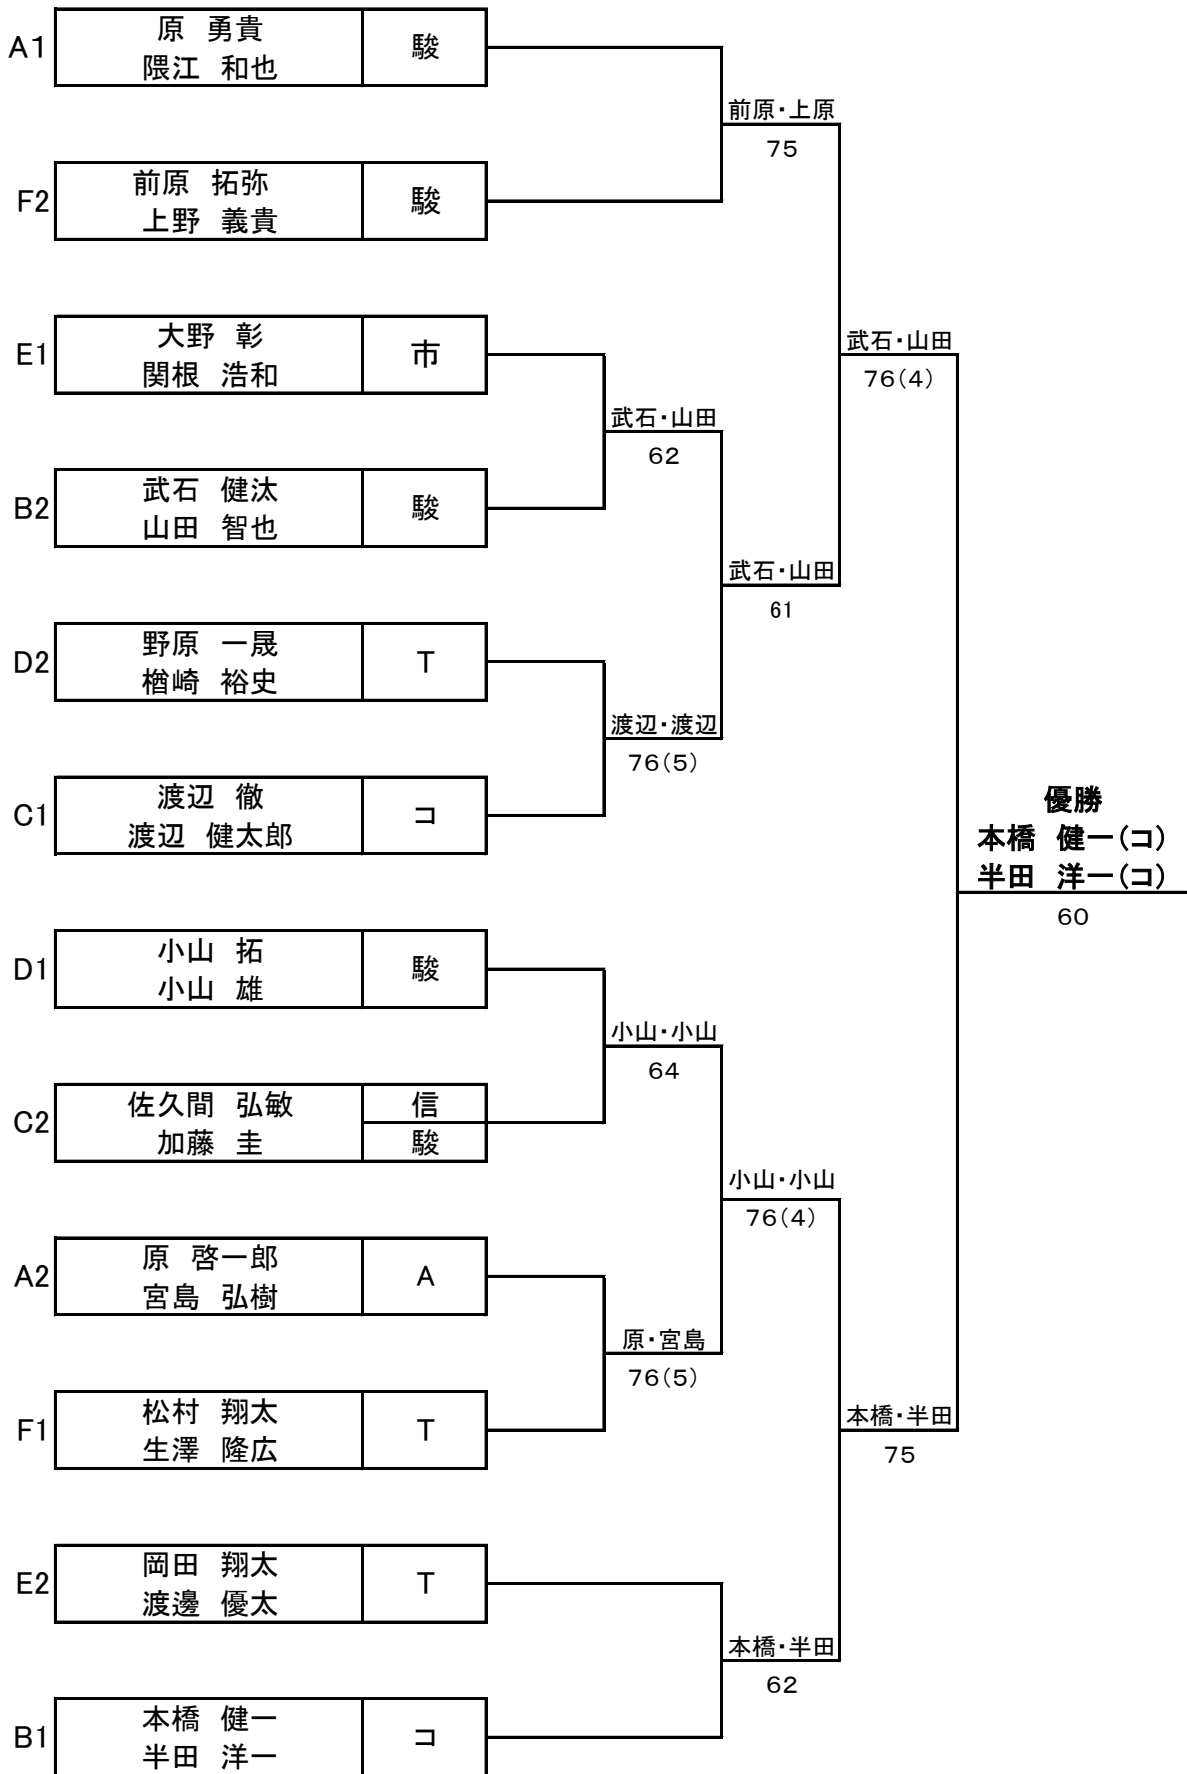 A1
原　勇貴
隈江　和也
駿
前原・上原
75
F2
前原　拓弥
上野　義貴
駿
E1
大野　彰
関根　浩和
市
武石・山田
76(4)
武石・山田
62
B2
武石　健汰
山田　智也
駿
武石・山田
61
D2
野原　一晟
楢崎　裕史
T
渡辺・渡辺
76(5)
C1
渡辺　徹
渡辺　健太郎
コ
優勝
本橋　健一(コ)
半田　洋一(コ)
60
D1
小山　拓
小山　雄
駿
小山・小山
64
C2
佐久間　弘敏
加藤　圭
信
駿
小山・小山
76(4)
A2
原　啓一郎
宮島　弘樹
A
原・宮島
76(5)
F1
松村　翔太
生澤　隆広
T
本橋・半田
75
E2
岡田　翔太
渡邊　優太
T
本橋・半田
62
B1
本橋　健一
半田　洋一
コ